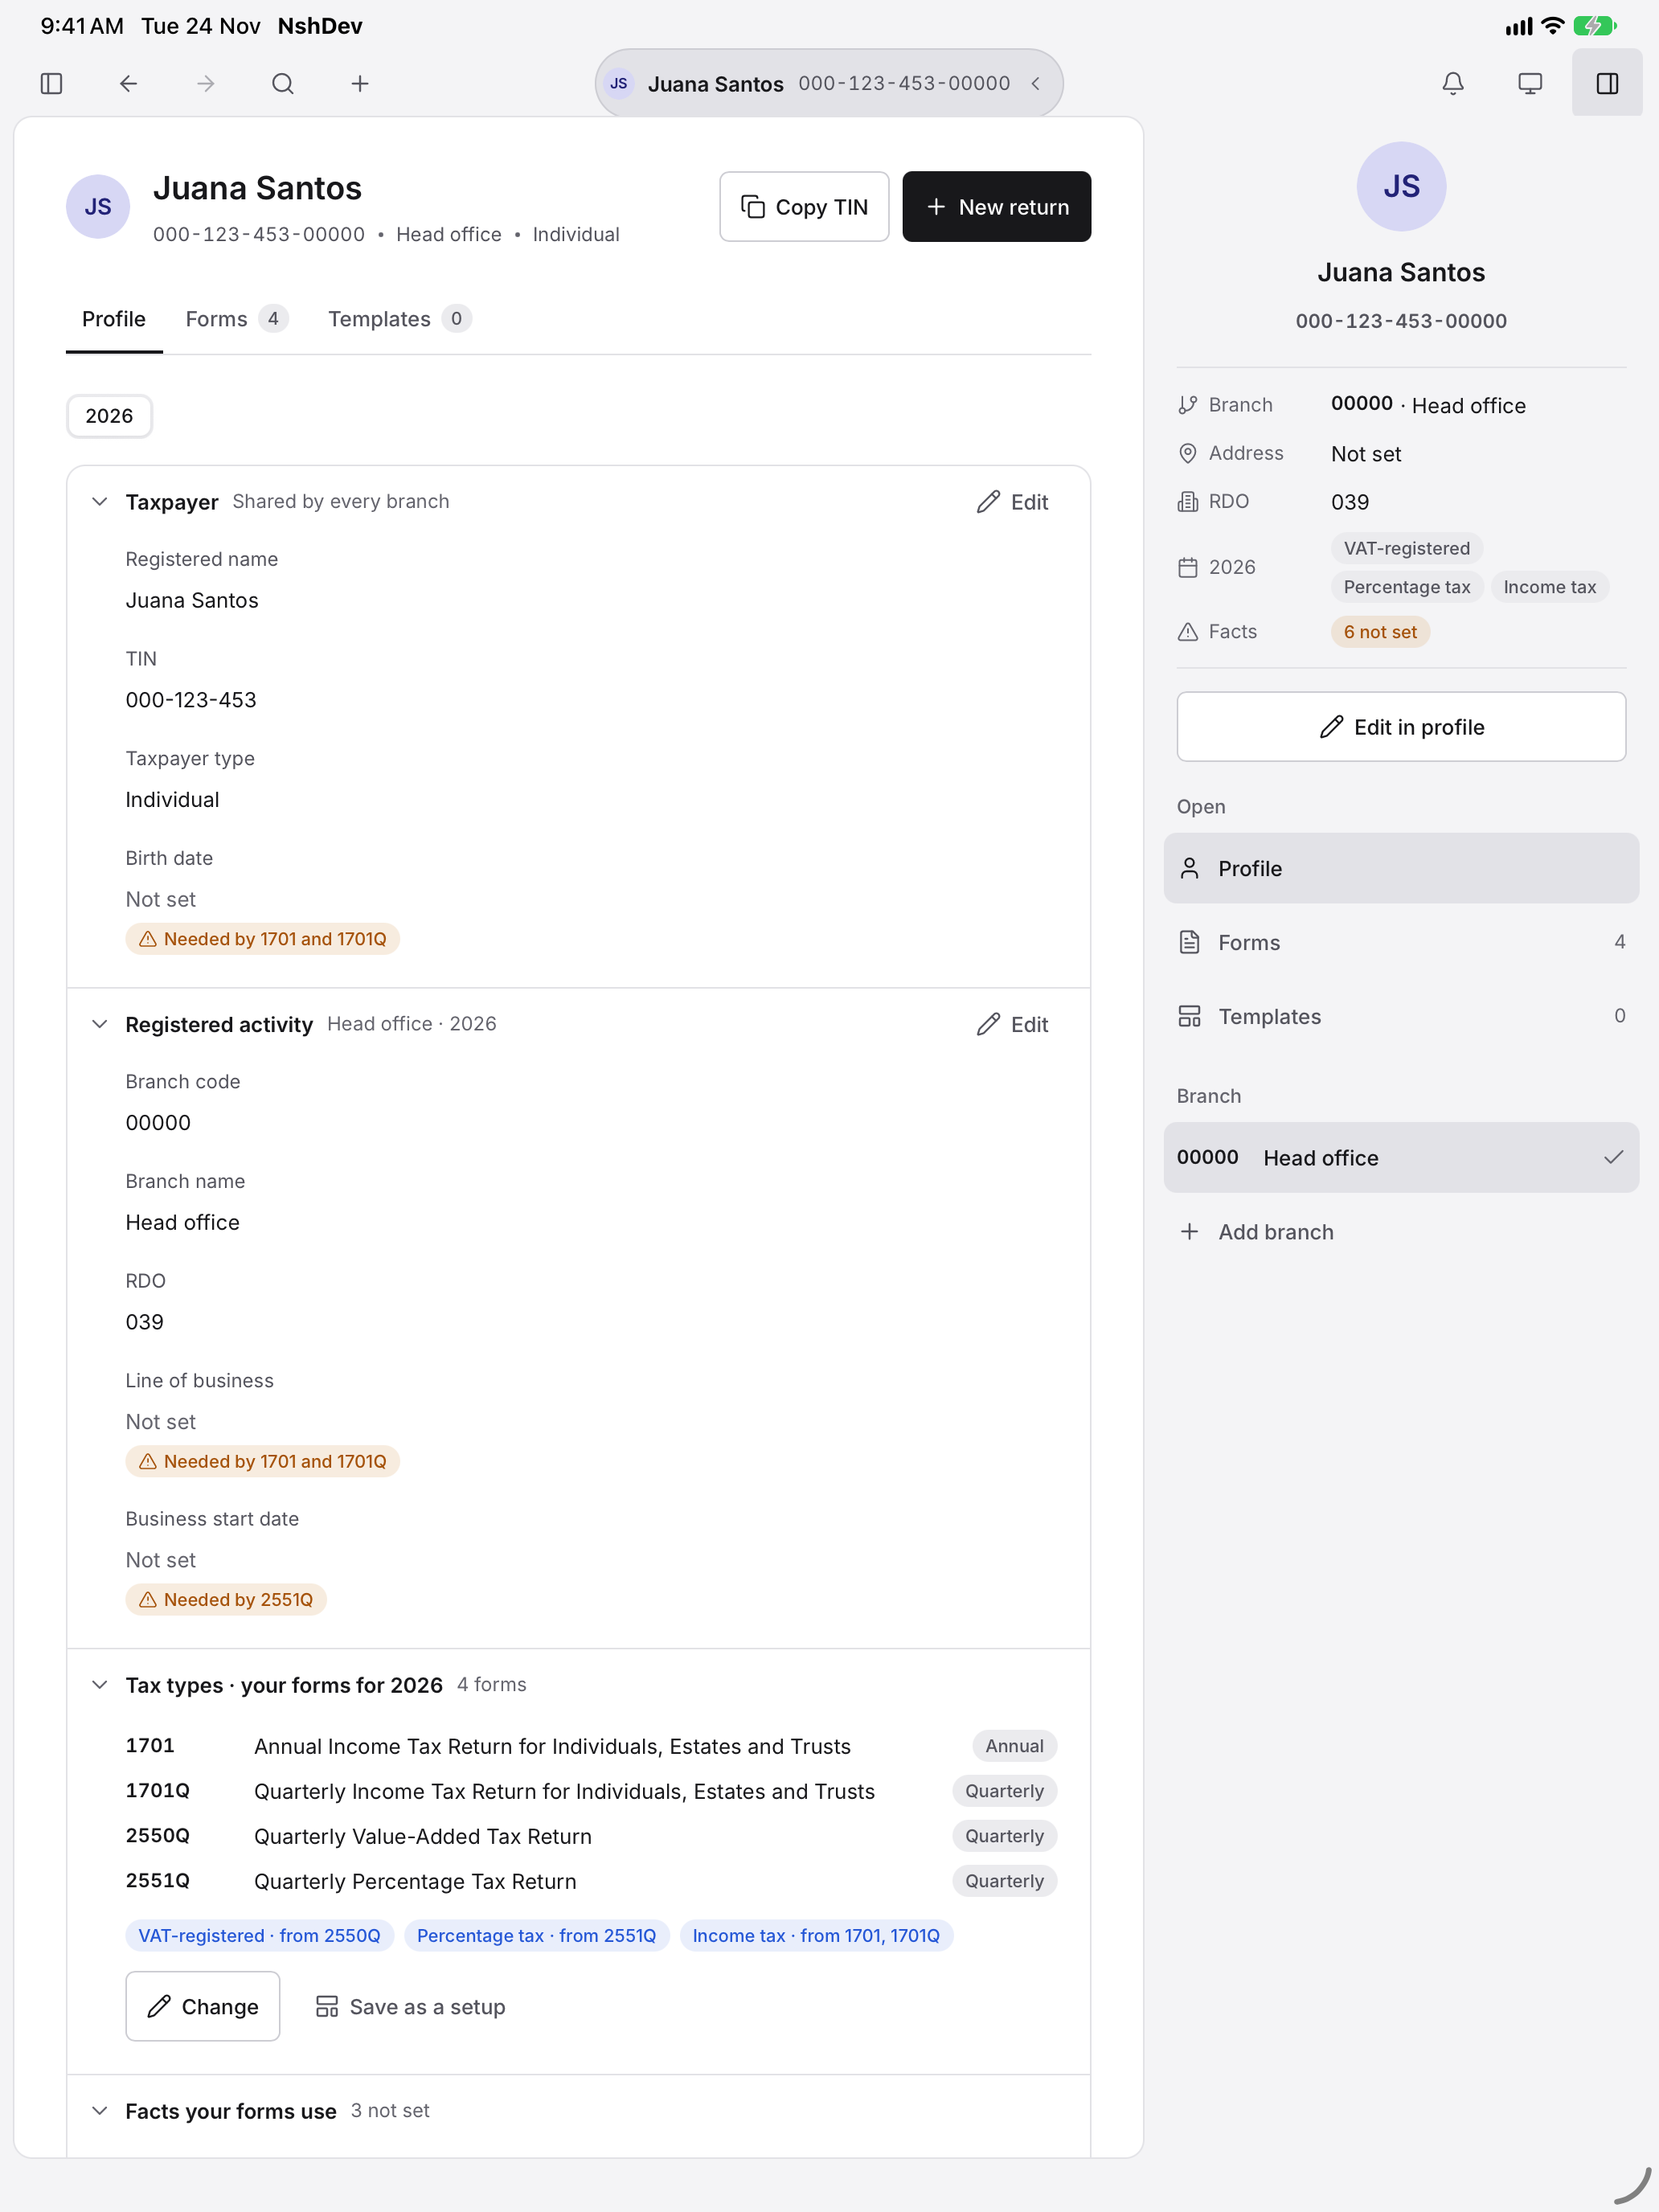 9:41 AM Tue 24 Nov NshDev
JS Juana Santos 000-123-453-00000
JS
Juana Santos
000-123-453-00000 • Head office • Individual
Copy TIN
New return
Profile
Forms 4
Templates 0
2026
Taxpayer Shared by every branch
Edit
Registered name
Juana Santos
TIN
000-123-453
Taxpayer type
Individual
Birth date
Not set
Needed by 1701 and 1701Q
Registered activity Head office · 2026
Edit
Branch code
00000
Branch name
Head office
RDO
039
Line of business
Not set
Needed by 1701 and 1701Q
Business start date
Not set
Needed by 2551Q
Tax types · your forms for 2026 4 forms
1701 Annual Income Tax Return for Individuals, Estates and Trusts Annual
1701Q Quarterly Income Tax Return for Individuals, Estates and Trusts Quarterly
2550Q Quarterly Value-Added Tax Return Quarterly
2551Q Quarterly Percentage Tax Return Quarterly
VAT-registered · from 2550Q Percentage tax · from 2551Q Income tax · from 1701, 1701Q
Change
Save as a setup
Facts your forms use 3 not set
JS
Juana Santos
000-123-453-00000
Branch 00000 · Head office
Address Not set
RDO 039
2026 VAT-registered
Percentage tax Income tax
Facts 6 not set
Edit in profile
Open
Profile
Forms 4
Templates 0
Branch
00000 Head office
Add branch